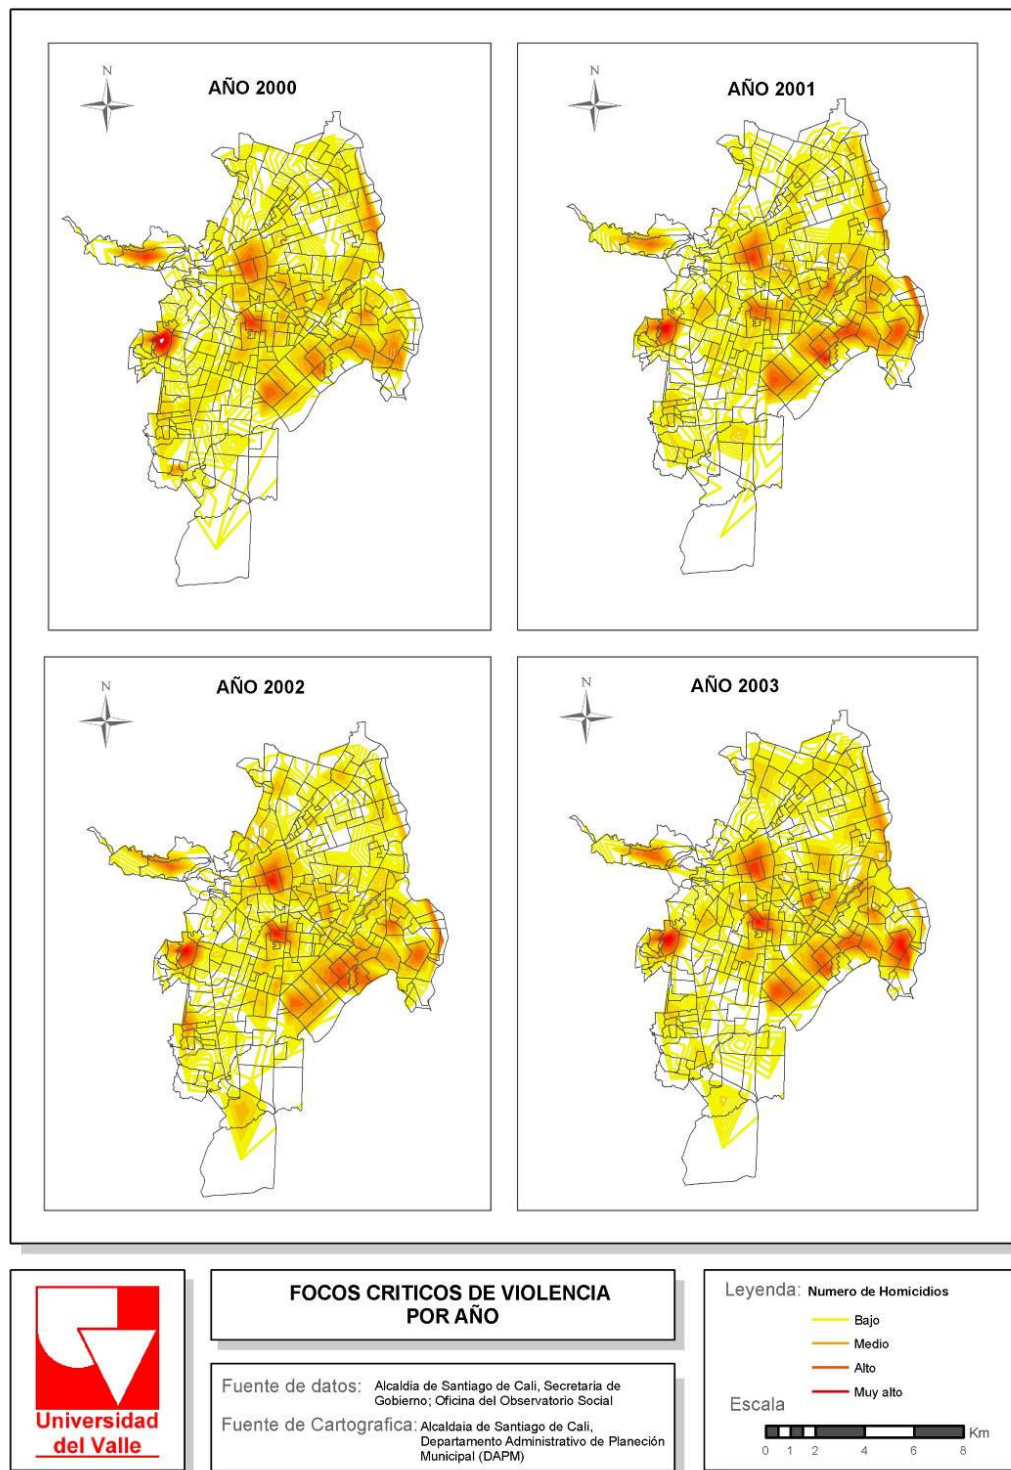 N
AÑO 2000
N
AÑO 2001
N
AÑO 2002
N
AÑO 2003
Universidad
del Valle
FOCOS CRITICOS DE VIOLENCIA
POR AÑO
Fuente de datos: Alcaldia de Santiago de Cali, Secretaria de
Gobierno; Oficina del Observatorio Social
Fuente de Cartografica: Alcaldaia de Santiago de Cali,
Departamento Administrativo de Planeción
Municipal (DAPM)
Leyenda: Numero de Homicidios
Bajo
Medio
Alto
Muy alto
Escala
Km
0 1 2 4 6 8